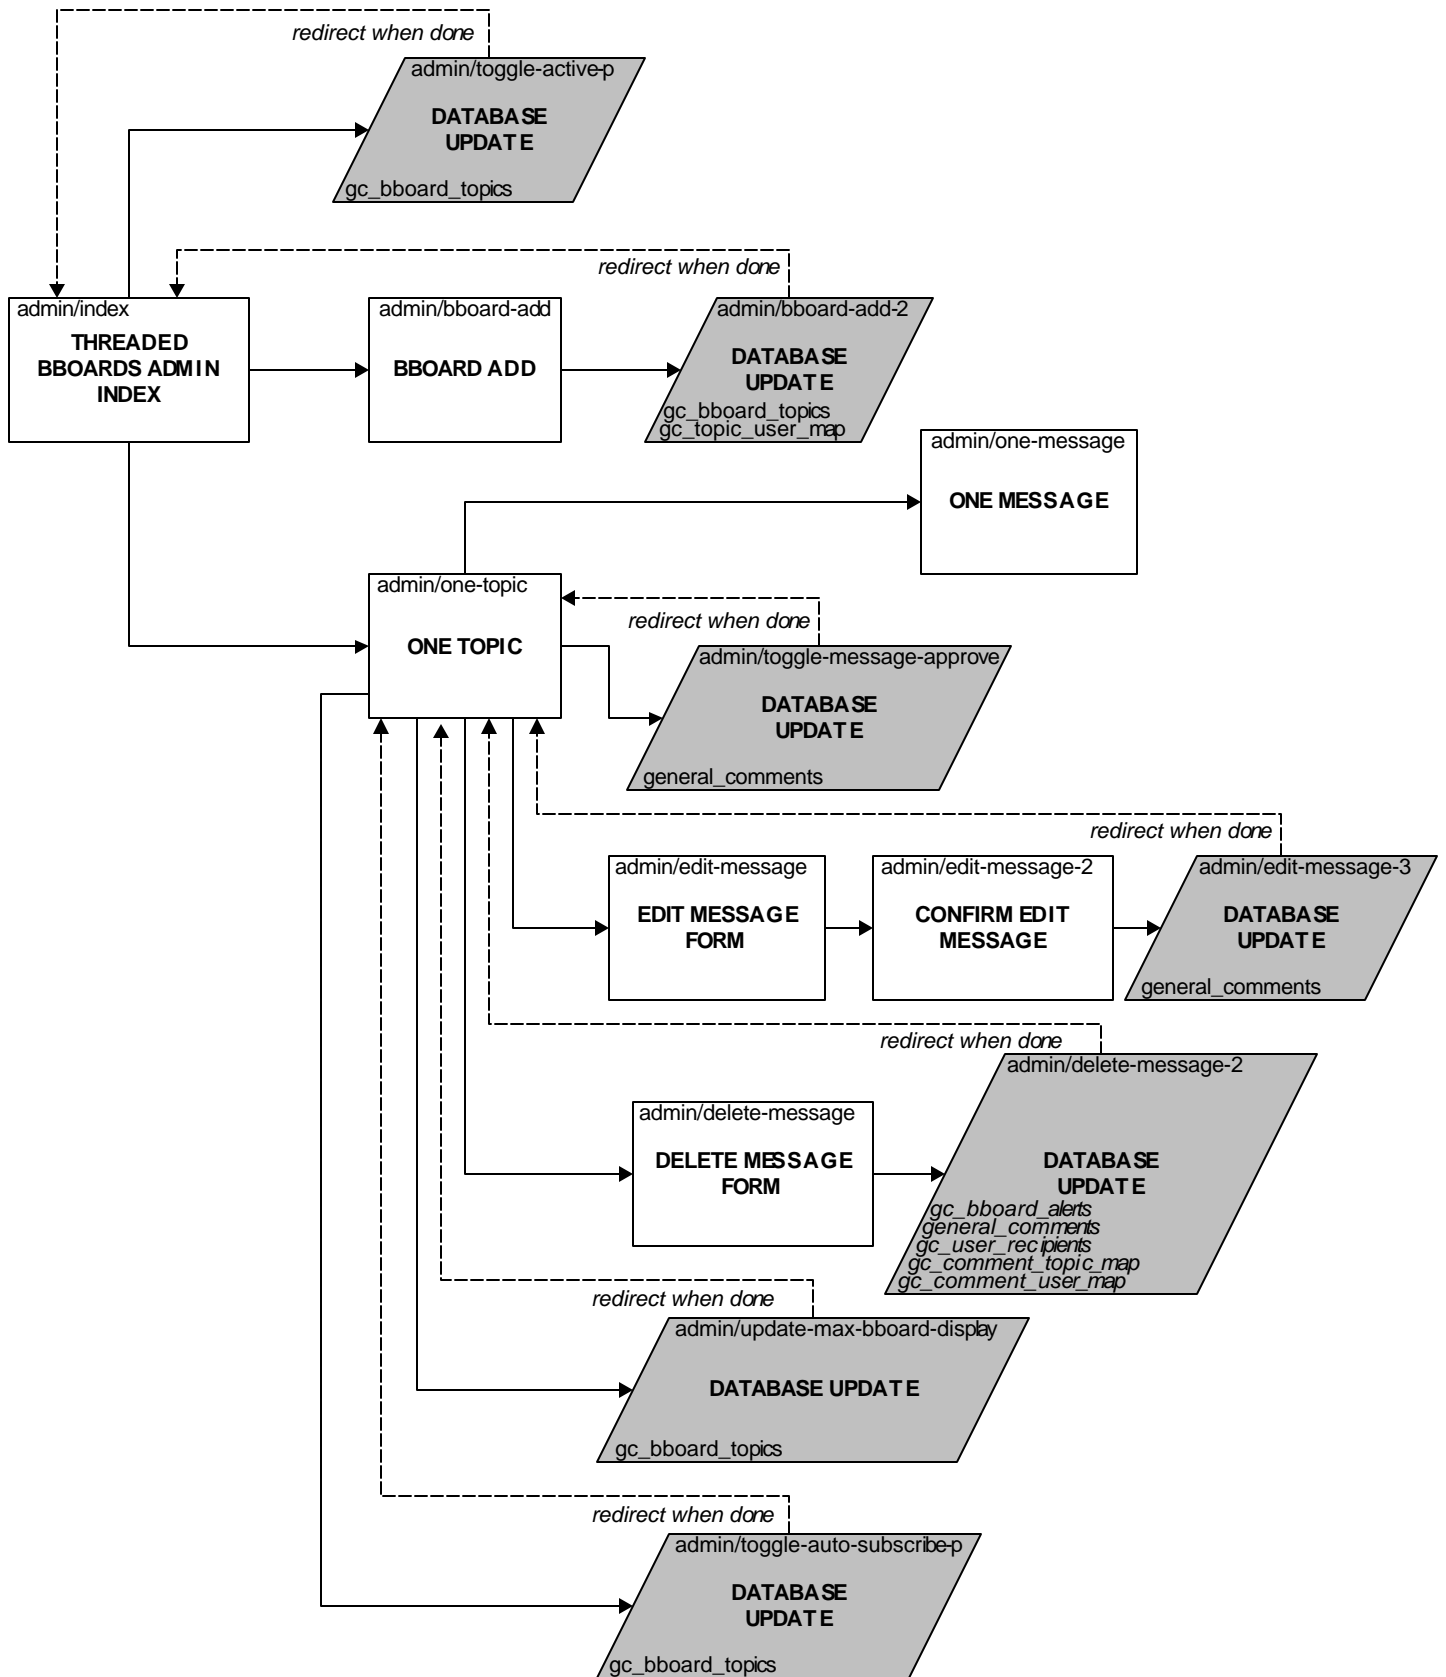 redirect when done
admin/toggle-active-p
DATABASE
UPDATE
gc_bboard_topics
redirect when done
admin/index
THREADED
BBOARDS ADMIN
INDEX
admin/bboard-add
BBOARD ADD
admin/bboard-add-2
DATABASE
UPDATE
gc_bboard_topics
gc_topic_user_map
admin/one-message
ONE MESSAGE
admin/one-topic
ONE TOPIC
redirect when done
admin/toggle-message-approve
DATABASE
UPDATE
general_comments
redirect when done
admin/edit-message
EDIT MESSAGE
FORM
admin/edit-message-2
CONFIRM EDIT
MESSAGE
admin/edit-message-3
DATABASE
UPDATE
general_comments
redirect when done
admin/delete-message
DELETE MESSAGE
FORM
admin/delete-message-2
DATABASE
UPDATE
gc_bboard_alerts
general_comments
gc_user_recipients
gc_comment_topic_map
gc_comment_user_map
redirect when done
admin/update-max-bboard-display
DATABASE UPDATE
gc_bboard_topics
redirect when done
admin/toggle-auto-subscribe-p
DATABASE
UPDATE
gc_bboard_topics